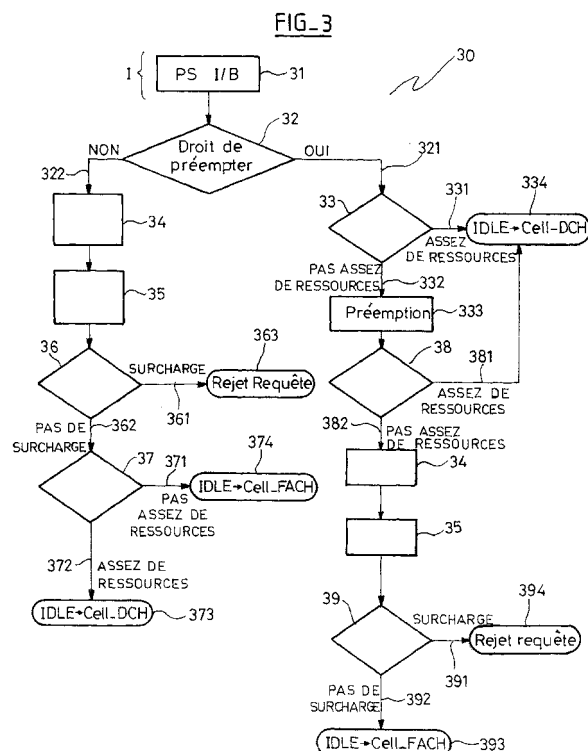 FIG_3
I
PS I/B
31
30
32
Droit de
préempter
NON
OUI
322
321
34
33
331
ASSEZ
DE RESSOURCES
334
IDLE→Cell_DCH
PAS ASSEZ
DE RESSOURCES
332
Préemption
333
35
36
SURCHARGE
361
363
Rejet Requête
38
381
ASSEZ DE
RESSOURCES
362
PAS DE
SURCHARGE
382
PAS ASSEZ
DE RESSOURCES
37
371
PAS
ASSEZ DE
RESSOURCES
374
IDLE→Cell_FACH
34
35
372
ASSEZ DE
RESSOURCES
IDLE→Cell_DCH
373
39
SURCHARGE
391
394
Rejet requête
PAS DE
SURCHARGE
392
IDLE→Cell_FACH
393